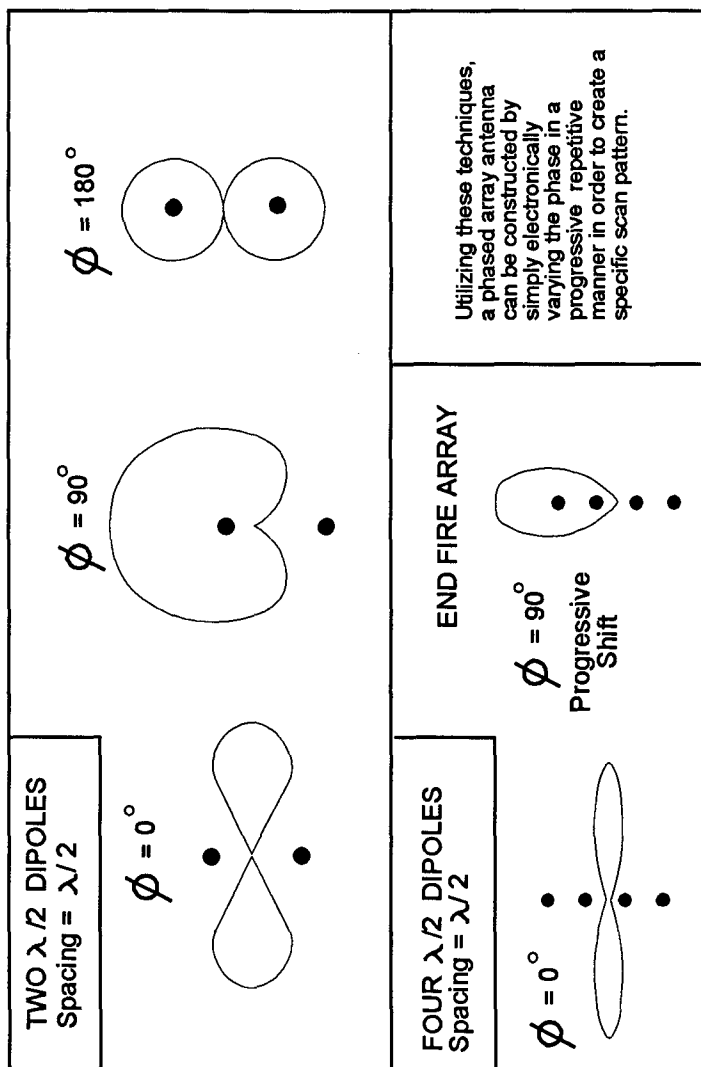 TWO λ/2 DIPOLES
Spacing = λ/2
ϕ = 0°
ϕ = 90°
ϕ = 180°
FOUR λ/2 DIPOLES
Spacing = λ/2
ϕ = 0°
END FIRE ARRAY
ϕ = 90°
Progressive
Shift
Utilizing these techniques,
a phased array antenna
can be constructed by
simply electronically
varying the phase in a
progressive repetitive
manner in order to create a
specific scan pattern.